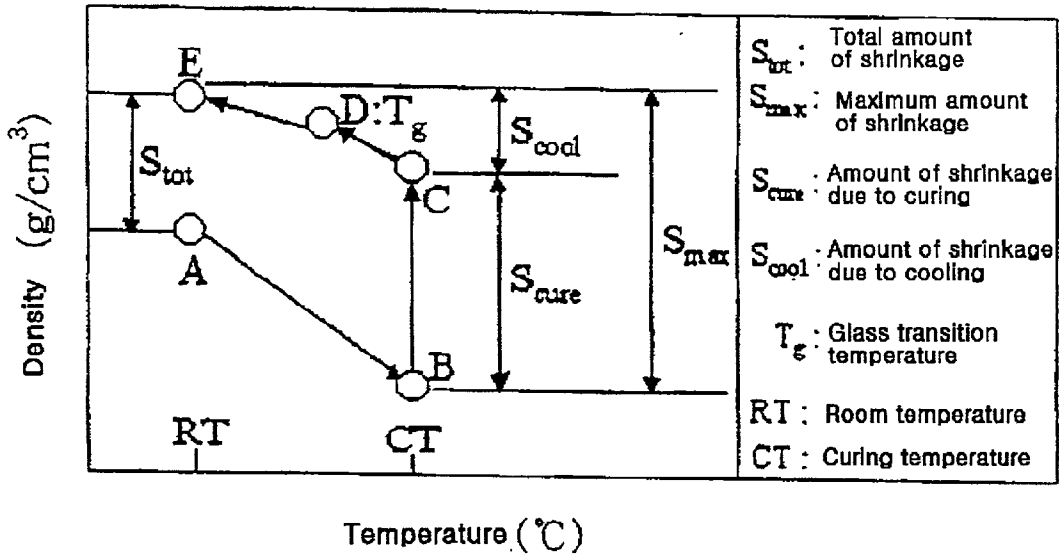 E
D:Tg
Stot
Scool
C
A
Smax
Scure
B
RT
CT
Density (g/cm³)
Temperature (℃)
Stot: Total amount
of shrinkage
Smax: Maximum amount
of shrinkage
Scure: Amount of shrinkage
due to curing
Scool: Amount of shrinkage
due to cooling
Tg: Glass transition
temperature
RT: Room temperature
CT: Curing temperature